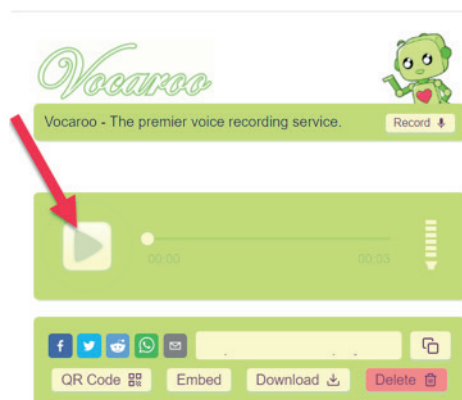 Vocaroo
Vocaroo - The premier voice recording service.
Record
00:00
00:03
QR Code
Embed
Download
Delete